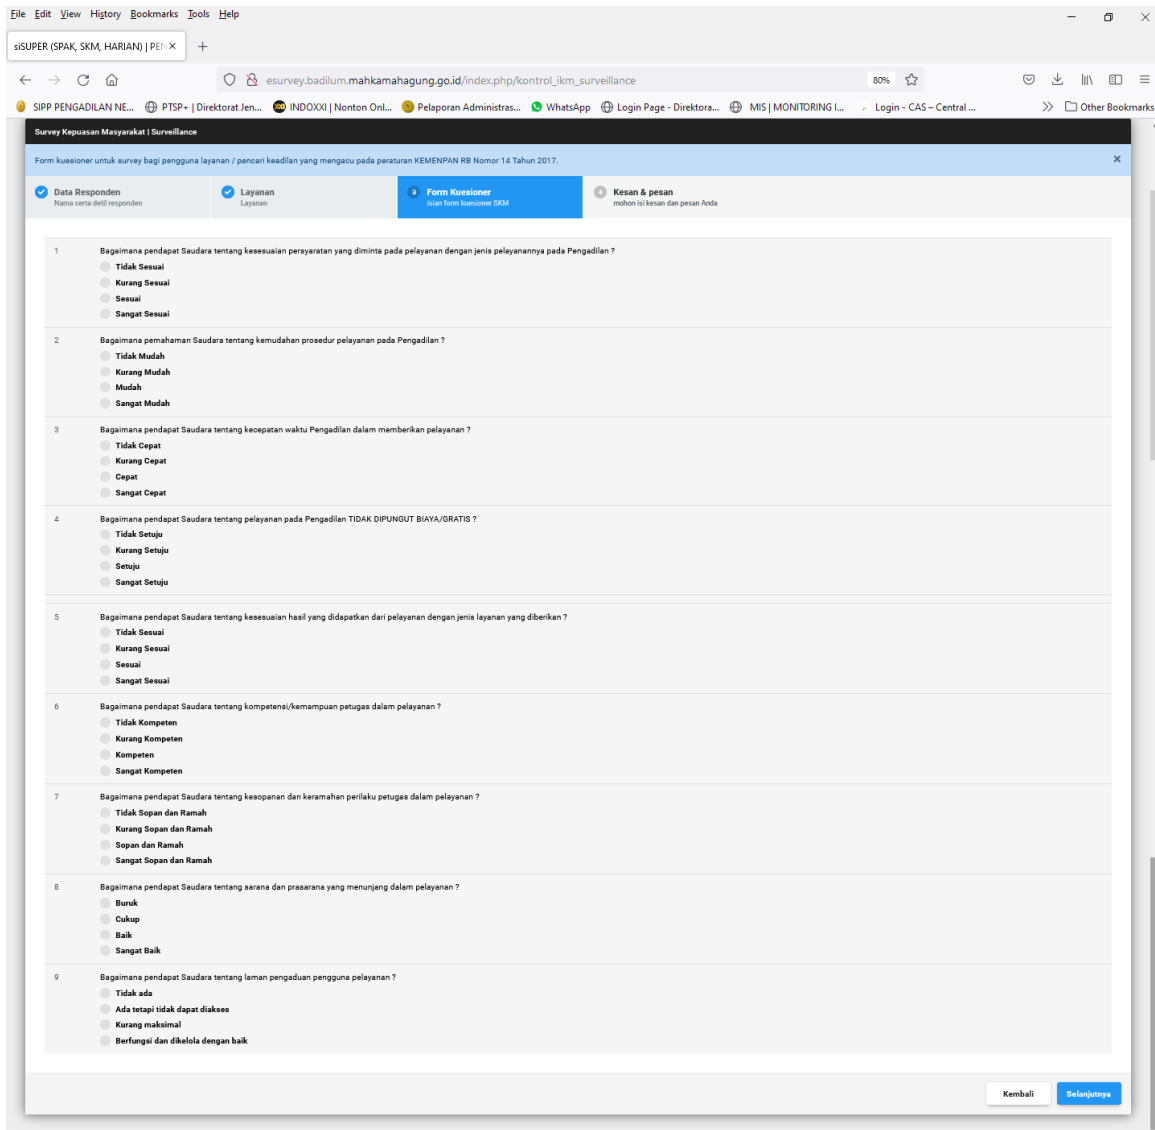 File Edit View History Bookmarks Tools Help
siSUPER (SPAK, SKM, HARIAN) | PEN
esurvey.badilum.mahkamahagung.go.id/index.php/kontrol_ikm_surveillance 80%
SIPP PENGADILAN NE... PTSP+ | Direktorat Jen... INDOXXI | Nonton Onl... Pelaporan Administras... WhatsApp Login Page - Direktora... MIS | MONITORING I... Login - CAS – Central ... Other Bookmarks
Survey Kepuasan Masyarakat | Surveillance
Form kuesioner untuk survey bagi pengguna layanan / pencari keadilan yang mengacu pada peraturan KEMENPAN RB Nomor 14 Tahun 2017. ×
Data Responden
Nama serta detil responden
Layanan
Layanan
3 Form Kuesioner
isian form kuesioner SKM
4 Kesan & pesan
mohon isi kesan dan pesan Anda
1 Bagaimana pendapat Saudara tentang kesesuaian persyaratan yang diminta pada pelayanan dengan jenis pelayanannya pada Pengadilan ?
Tidak Sesuai
Kurang Sesuai
Sesuai
Sangat Sesuai
2 Bagaimana pemahaman Saudara tentang kemudahan prosedur pelayanan pada Pengadilan ?
Tidak Mudah
Kurang Mudah
Mudah
Sangat Mudah
3 Bagaimana pendapat Saudara tentang kecepatan waktu Pengadilan dalam memberikan pelayanan ?
Tidak Cepat
Kurang Cepat
Cepat
Sangat Cepat
4 Bagaimana pendapat Saudara tentang pelayanan pada Pengadilan TIDAK DIPUNGUT BIAYA/GRATIS ?
Tidak Setuju
Kurang Setuju
Setuju
Sangat Setuju
5 Bagaimana pendapat Saudara tentang kesesuaian hasil yang didapatkan dari pelayanan dengan jenis layanan yang diberikan ?
Tidak Sesuai
Kurang Sesuai
Sesuai
Sangat Sesuai
6 Bagaimana pendapat Saudara tentang kompetensi/kemampuan petugas dalam pelayanan ?
Tidak Kompeten
Kurang Kompeten
Kompeten
Sangat Kompeten
7 Bagaimana pendapat Saudara tentang kesopanan dan keramahan perilaku petugas dalam pelayanan ?
Tidak Sopan dan Ramah
Kurang Sopan dan Ramah
Sopan dan Ramah
Sangat Sopan dan Ramah
8 Bagaimana pendapat Saudara tentang sarana dan prasarana yang menunjang dalam pelayanan ?
Buruk
Cukup
Baik
Sangat Baik
9 Bagaimana pendapat Saudara tentang laman pengaduan pengguna pelayanan ?
Tidak ada
Ada tetapi tidak dapat diakses
Kurang maksimal
Berfungsi dan dikelola dengan baik
Kembali Selanjutnya